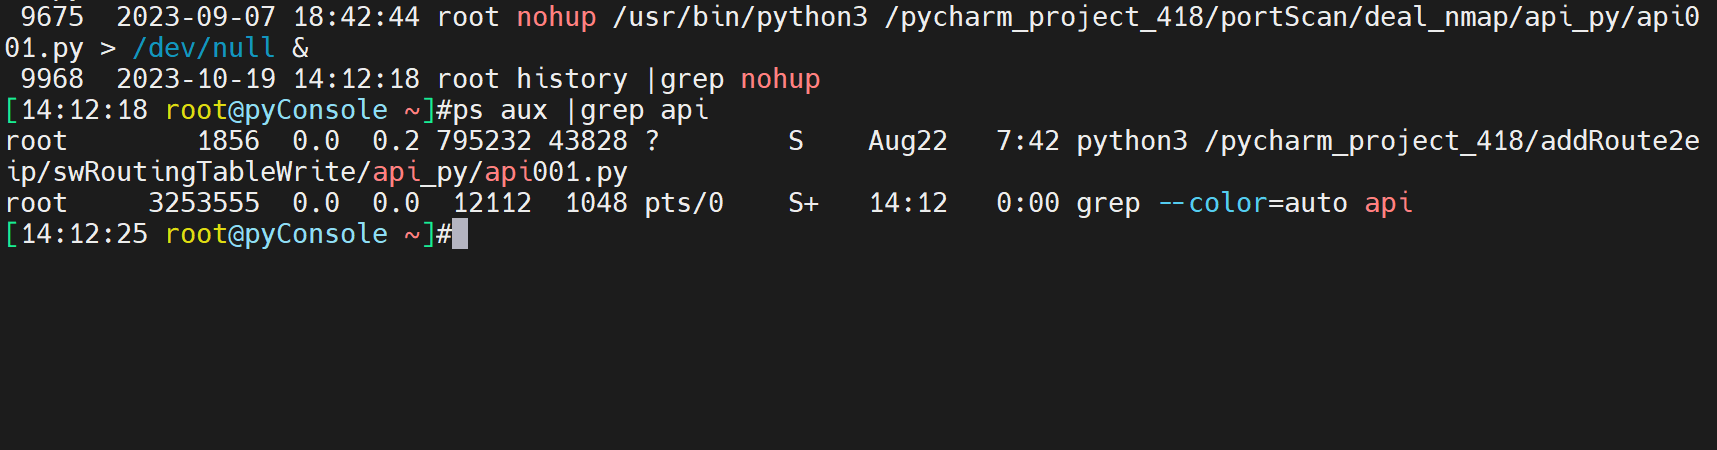 9675  2023-09-07 18:42:44 root nohup /usr/bin/python3 /pycharm_project_418/portScan/deal_nmap/api_py/api0
01.py > /dev/null &
9968  2023-10-19 14:12:18 root history |grep nohup
[14:12:18 root@pyConsole ~]#ps aux |grep api
root        1856  0.0  0.2 795232 43828 ?        S    Aug22   7:42 python3 /pycharm_project_418/addRoute2e
ip/swRoutingTableWrite/api_py/api001.py
root     3253555  0.0  0.0  12112  1048 pts/0    S+   14:12   0:00 grep --color=auto api
[14:12:25 root@pyConsole ~]#